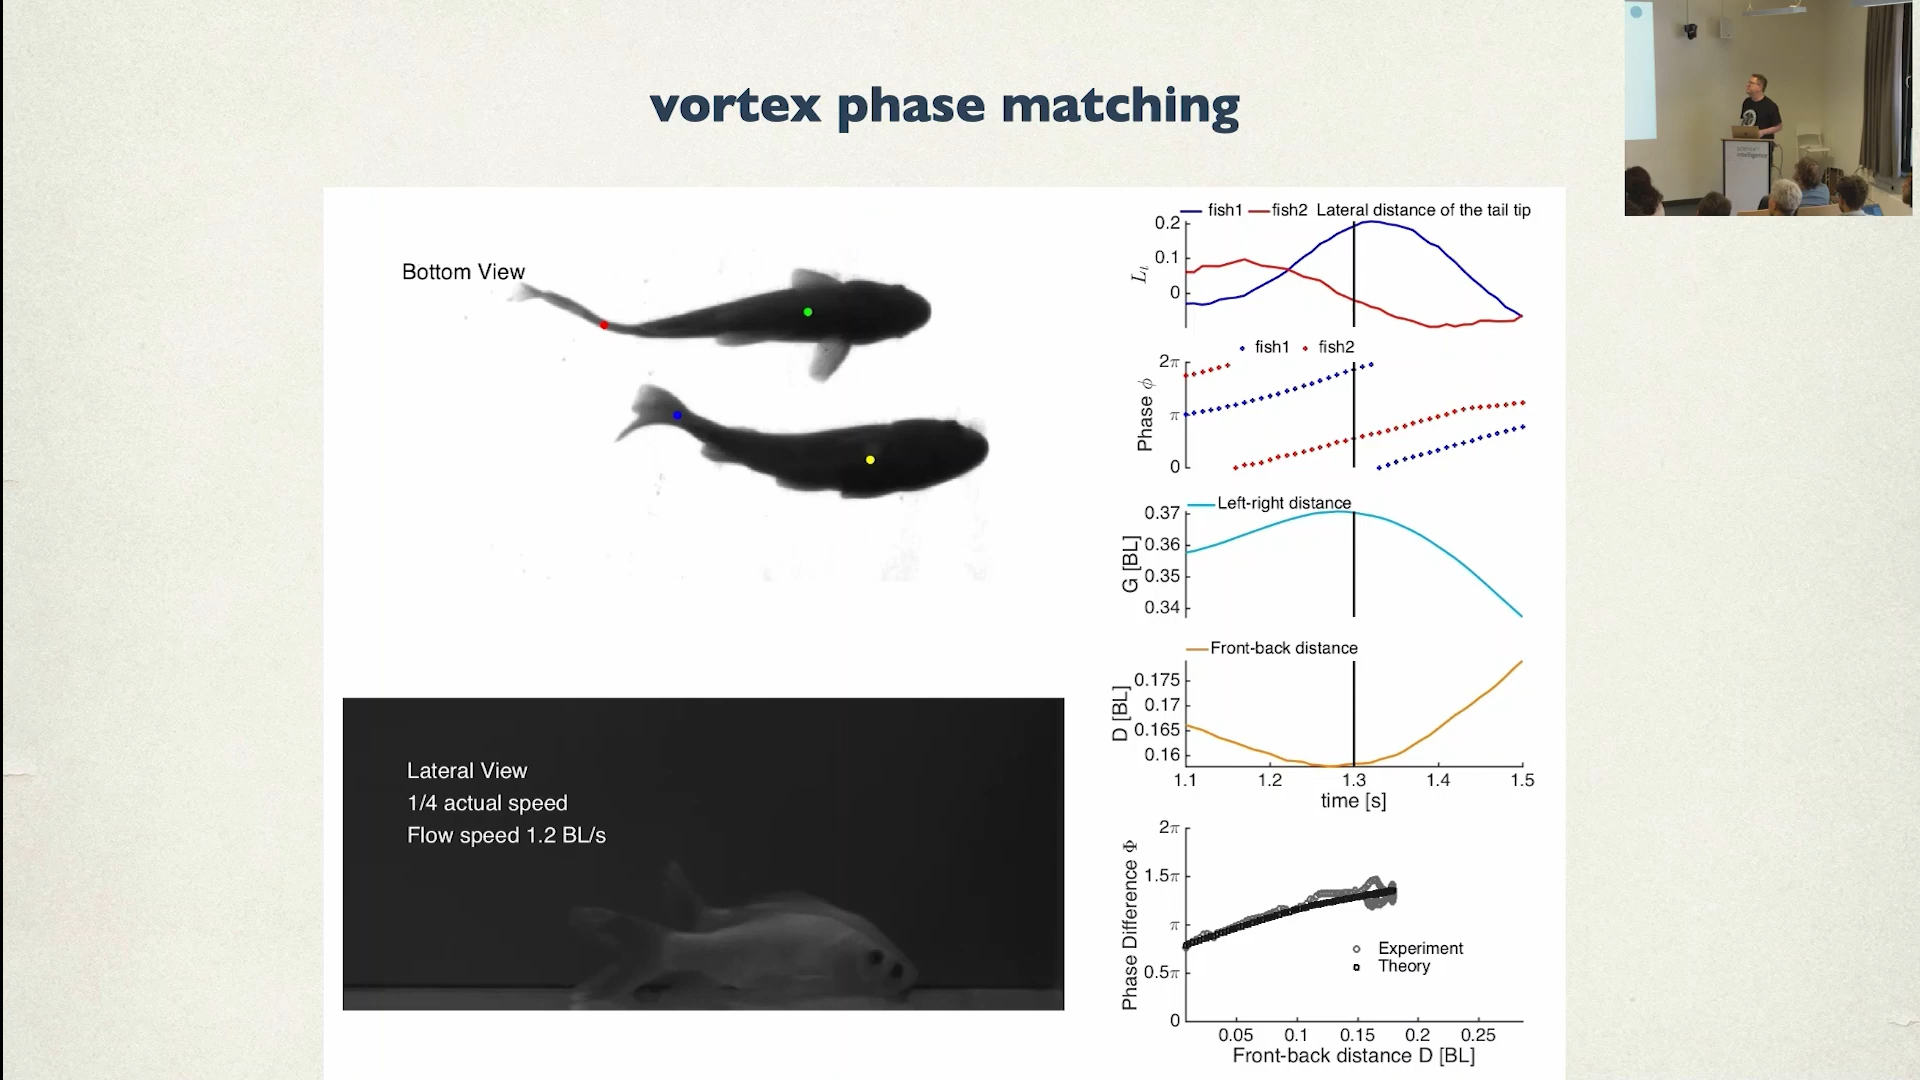 vortex phase matching
Bottom View
Lateral View
1/4 actual speed
Flow speed 1.2 BL/s
fish1 fish2 Lateral distance of the tail tip
0.2
0.1
0
Lₜ
fish1 fish2
2π
π
0
Phase ϕ
Left-right distance
0.37
0.36
0.35
0.34
G [BL]
Front-back distance
0.175
0.17
0.165
0.16
D [BL]
1.1 1.2 1.3 1.4 1.5
time [s]
2π
1.5π
π
0.5π
0
Phase Difference Φ
Experiment
Theory
0.05 0.1 0.15 0.2 0.25
Front-back distance D [BL]
science of
intelligence